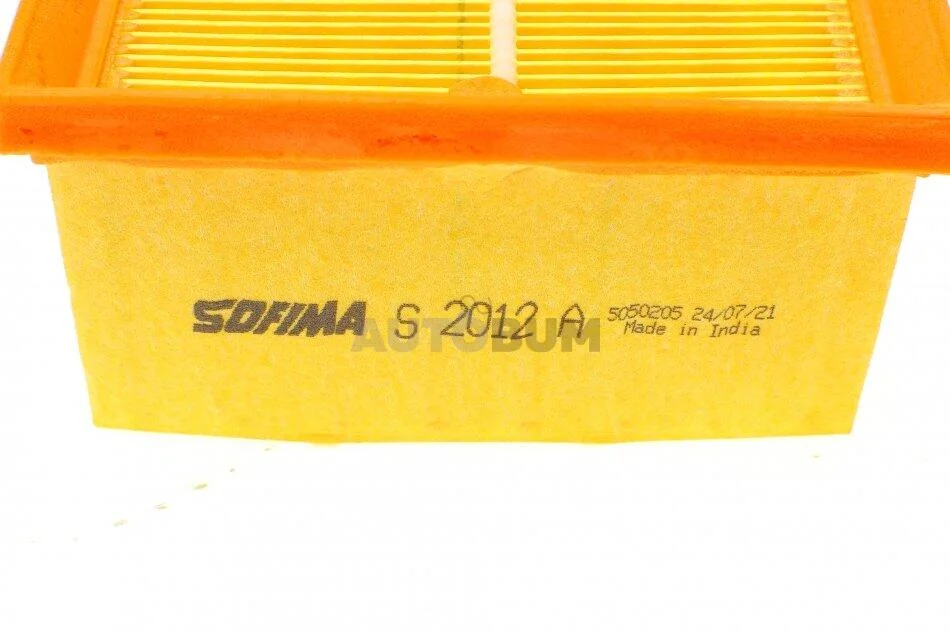 SOFIMA S 2012 A 5050205 24/07/21
Made in India
AUTODUM